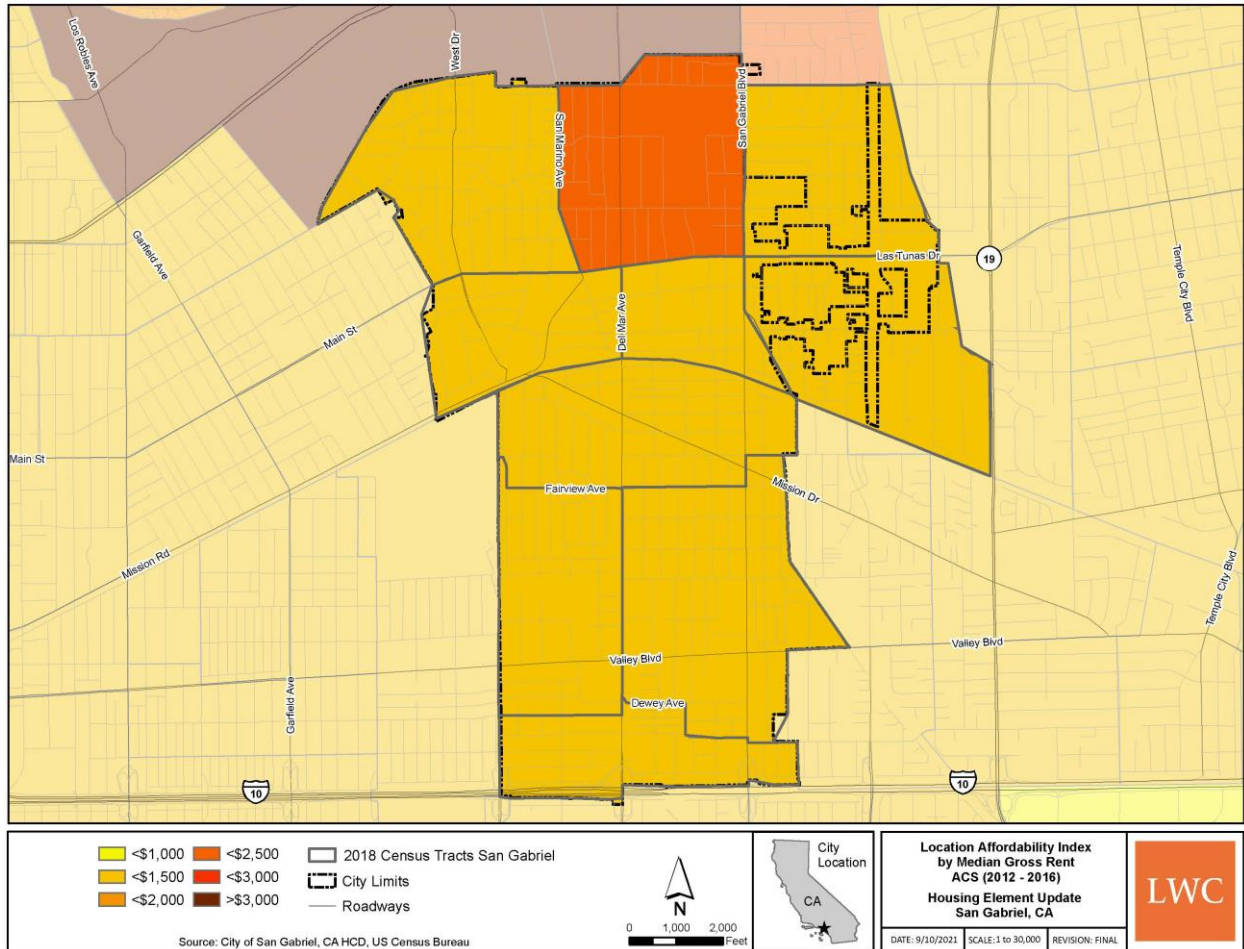 Los Robles Ave
West Dr
San Marino Ave
San Gabriel Blvd
Garfield Ave
Las Tunas Dr
19
Temple City Blvd
Main St
Del Mar Ave
Main St
Fairview Ave
Mission Dr
Mission Rd
Temple City Blvd
Valley Blvd
Valley Blvd
Garfield Ave
Dewey Ave
10
10
<$1,000
<$1,500
<$2,000
<$2,500
<$3,000
>$3,000
2018 Census Tracts San Gabriel
City Limits
Roadways
Source: City of San Gabriel, CA HCD, US Census Bureau
N
0 1,000 2,000
Feet
City
Location
CA
Location Affordability Index
by Median Gross Rent
ACS (2012 - 2016)
Housing Element Update
San Gabriel, CA
DATE: 9/10/2021 SCALE:1 to 30,000 REVISION: FINAL
LWC